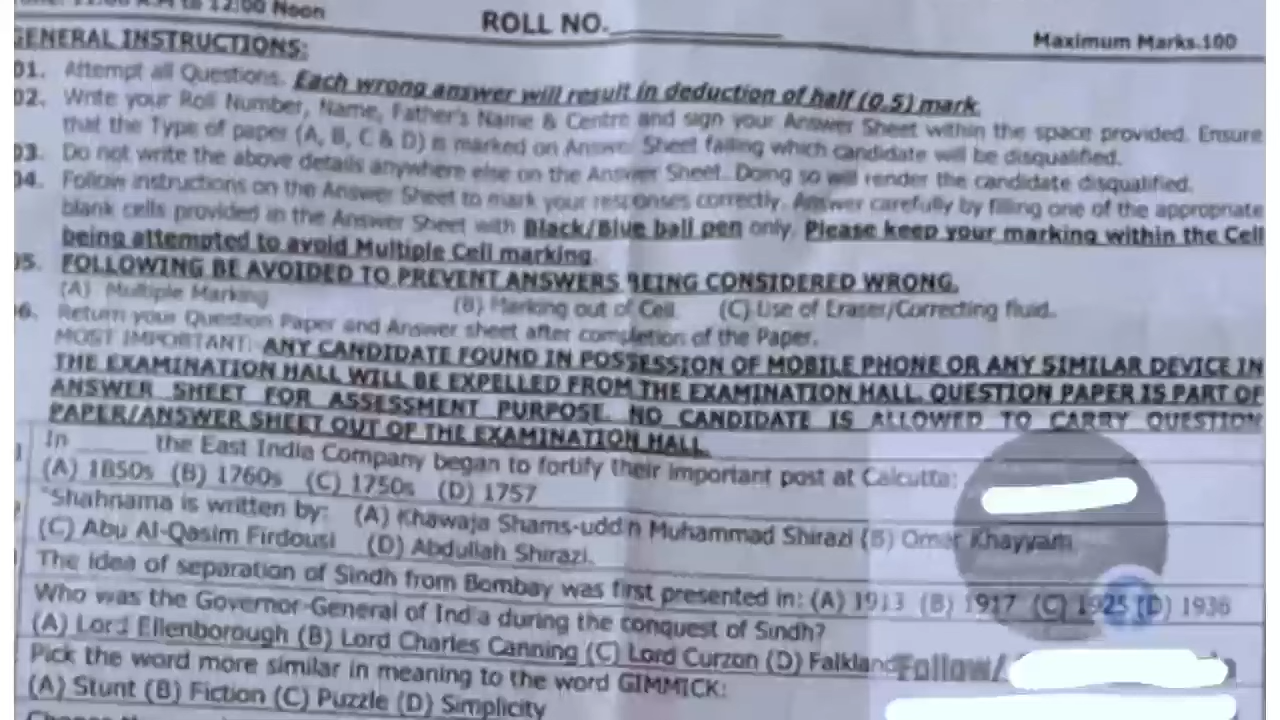 12:00 Noon
ROLL NO.
Maximum Marks.100
GENERAL INSTRUCTIONS:
01. Attempt all Questions. Each wrong answer will result in deduction of half (0.5) mark.
02. Write your Roll Number, Name, Father's Name & Centre and sign your Answer Sheet within the space provided. Ensure
that the Type of paper (A, B, C & D) is marked on Answer Sheet failing which candidate will be disqualified.
03. Do not write the above details anywhere else on the Answer Sheet. Doing so will render the candidate disqualified.
04. Follow instructions on the Answer Sheet to mark your responses correctly. Answer carefully by filling one of the appropriate
blank cells provided in the Answer Sheet with Black/Blue ball pen only. Please keep your marking within the Cell
being attempted to avoid Multiple Cell marking.
05. FOLLOWING BE AVOIDED TO PREVENT ANSWERS BEING CONSIDERED WRONG.
(A) Multiple Marking (B) Marking out of Cell (C) Use of Eraser/Correcting fluid.
06. Return your Question Paper and Answer sheet after completion of the Paper.
MOST IMPORTANT: ANY CANDIDATE FOUND IN POSSESSION OF MOBILE PHONE OR ANY SIMILAR DEVICE IN
THE EXAMINATION HALL WILL BE EXPELLED FROM THE EXAMINATION HALL. QUESTION PAPER IS PART OF
ANSWER SHEET FOR ASSESSMENT PURPOSE. NO CANDIDATE IS ALLOWED TO CARRY QUESTION
PAPER/ANSWER SHEET OUT OF THE EXAMINATION HALL.
In ______ the East India Company began to fortify their important post at Calcutta:
(A) 1850s (B) 1760s (C) 1750s (D) 1757
"Shahnama is written by: (A) Khawaja Shams-uddin Muhammad Shirazi (B) Omar Khayyam
(C) Abu Al-Qasim Firdousi (D) Abdullah Shirazi.
The idea of separation of Sindh from Bombay was first presented in: (A) 1913 (B) 1917 (C) 1925 (D) 1936
Who was the Governor-General of India during the conquest of Sindh?
(A) Lord Ellenborough (B) Lord Charles Canning (C) Lord Curzon (D) Falkland
Follow/
Pick the word more similar in meaning to the word GIMMICK:
(A) Stunt (B) Fiction (C) Puzzle (D) Simplicity